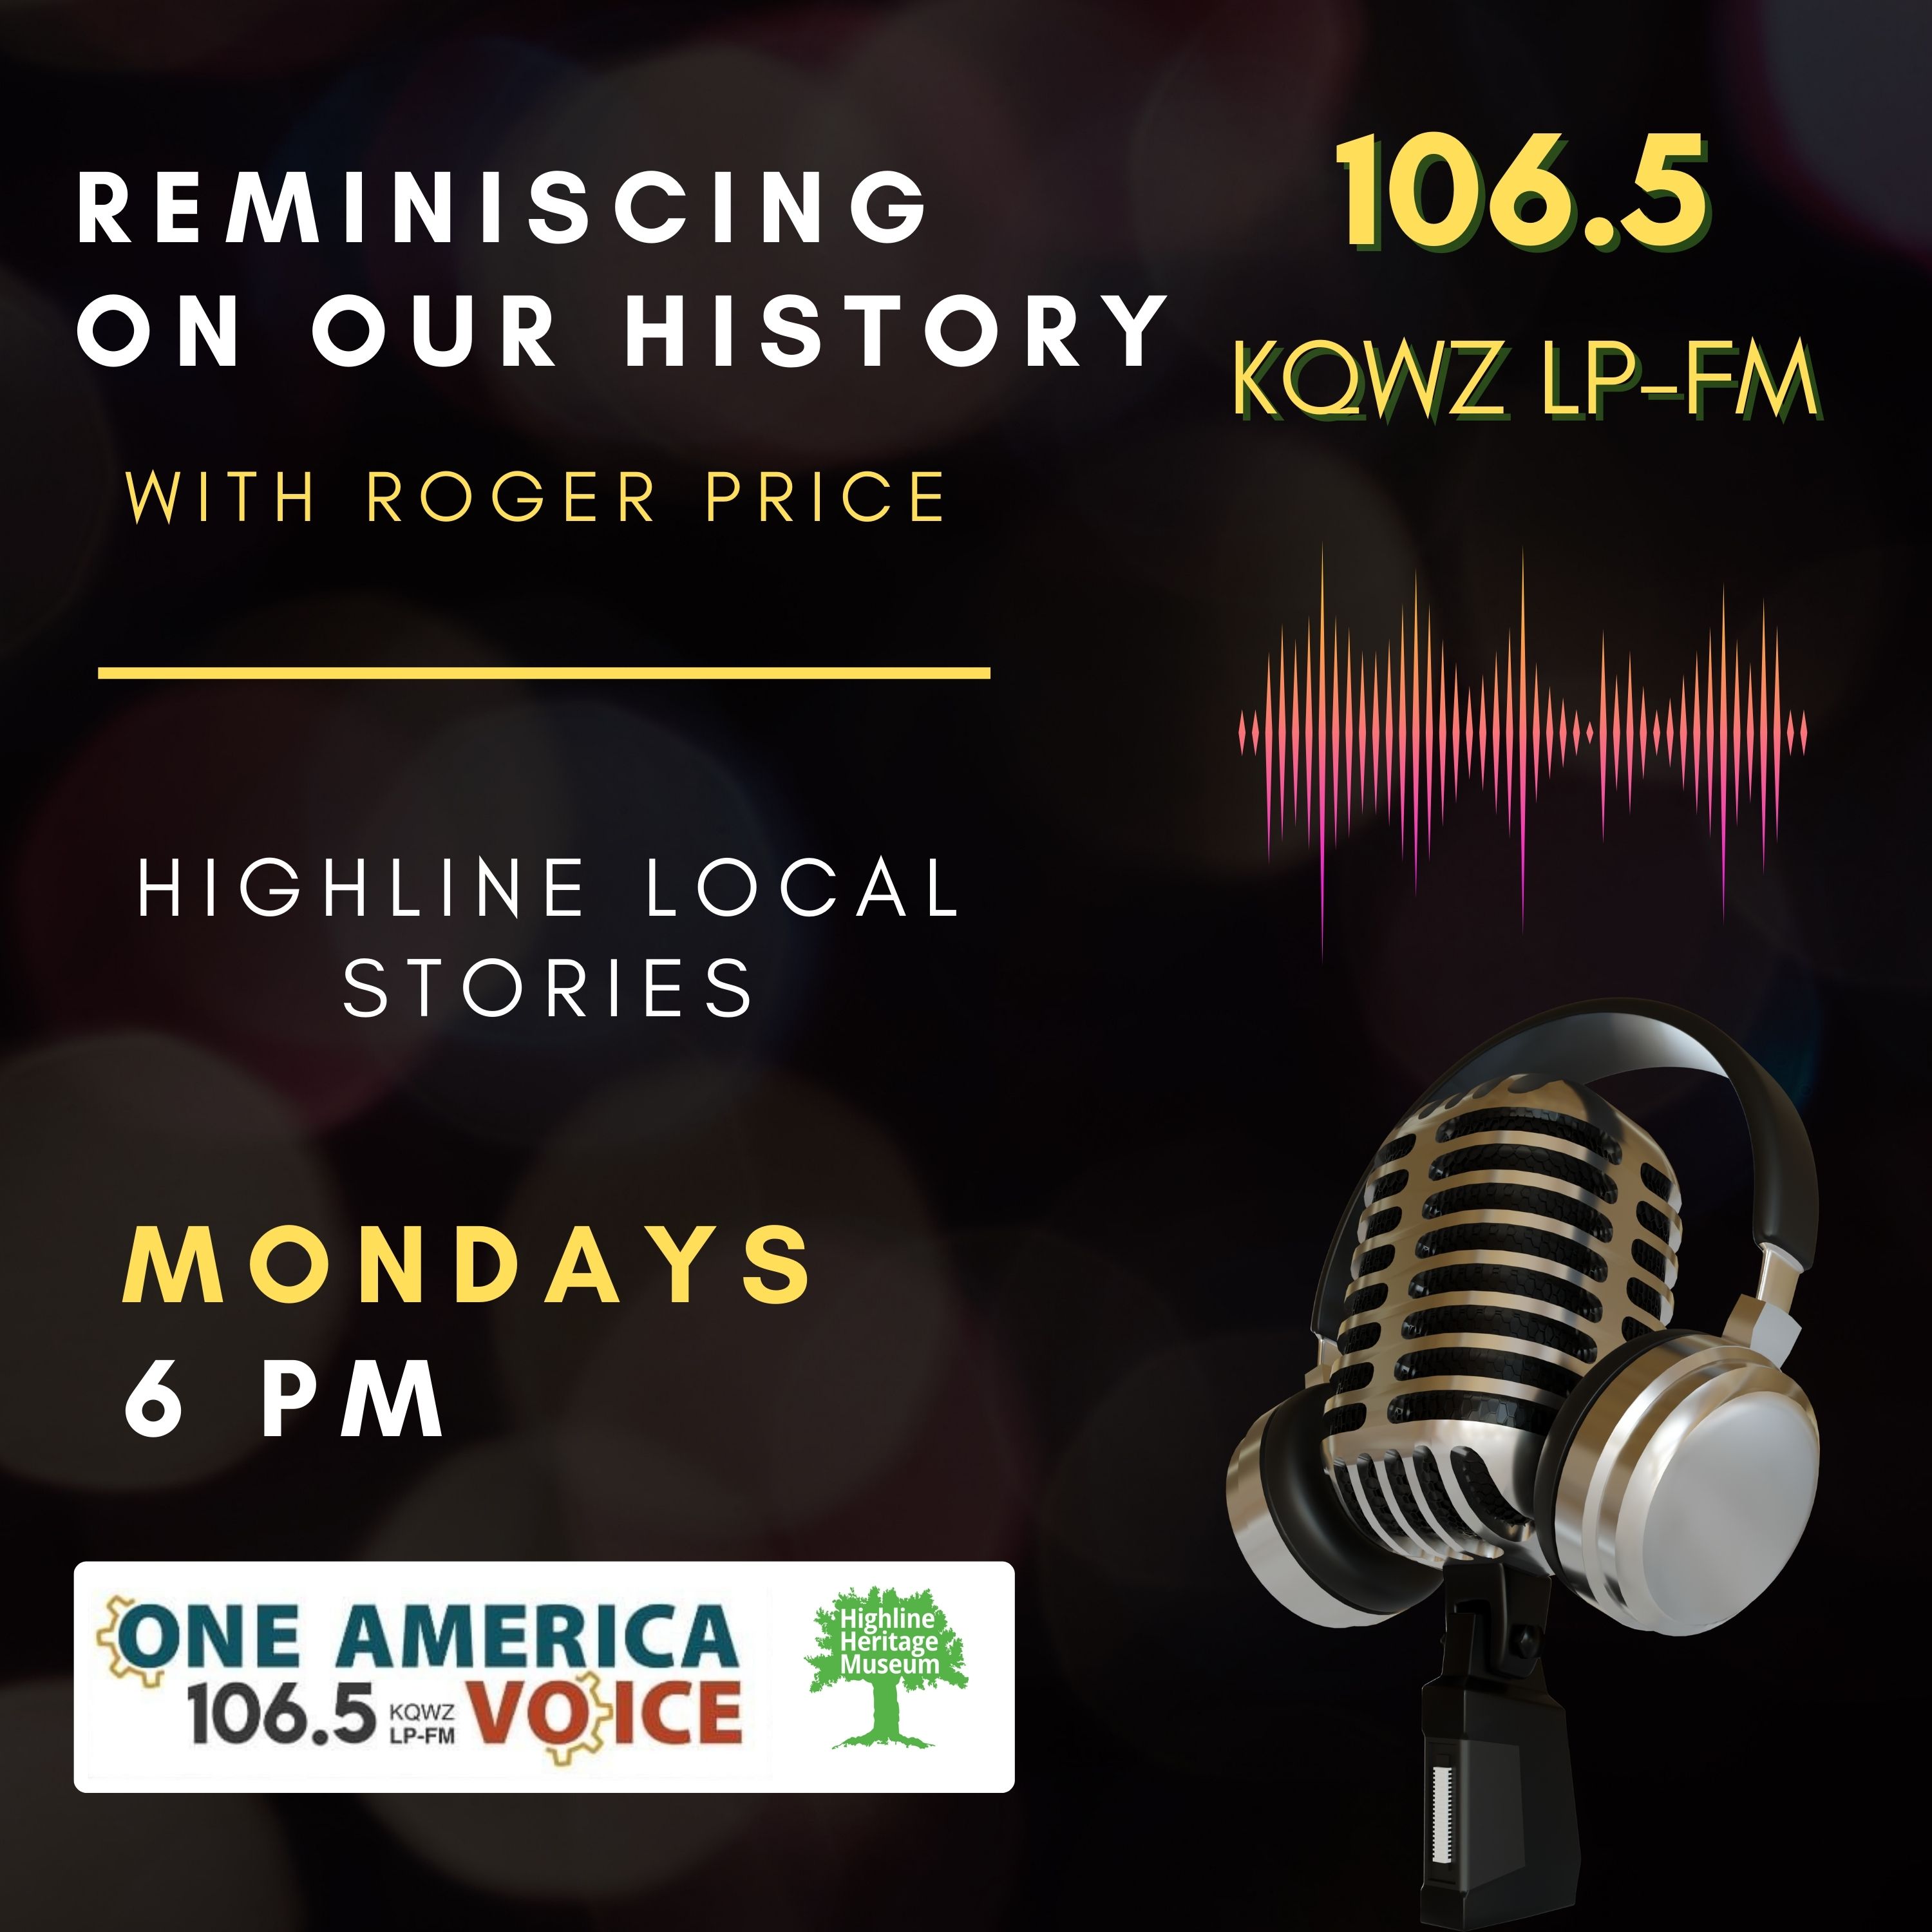 REMINISCING
ON OUR HISTORY
WITH ROGER PRICE
106.5
KQWZ LP-FM
HIGHLINE LOCAL
STORIES
MONDAYS
6 PM
ONE AMERICA
106.5 KQWZ LP-FM VOICE
Highline
Heritage
Museum